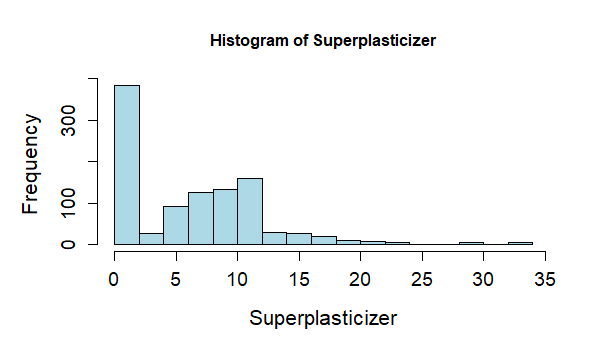 Histogram of Superplasticizer
Frequency
300
100
0
0 5 10 15 20 25 30 35
Superplasticizer